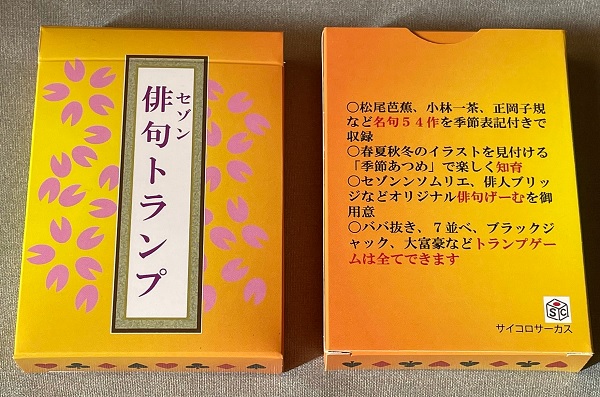 セゾン
俳句トランプ
○松尾芭蕉、小林一茶、正岡子規
など名句５４作を季節表記付きで
収録
○春夏秋冬のイラストを見付ける
「季節あつめ」で楽しく知育
○セゾンンソムリエ、俳人ブリッ
ジなどオリジナル俳句げーむを御
用意
○ババ抜き、７並べ、ブラックジ
ャック、大富豪などトランプゲー
ムは全てできます
SC
サイコロサーカス